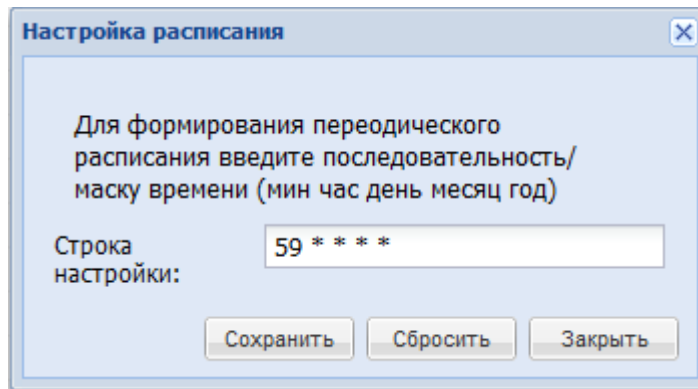 Настройка расписания
Для формирования переодического
расписания введите последовательность/
маску времени (мин час день месяц год)
Строка
настройки:
59 * * * *
Сохранить
Сбросить
Закрыть